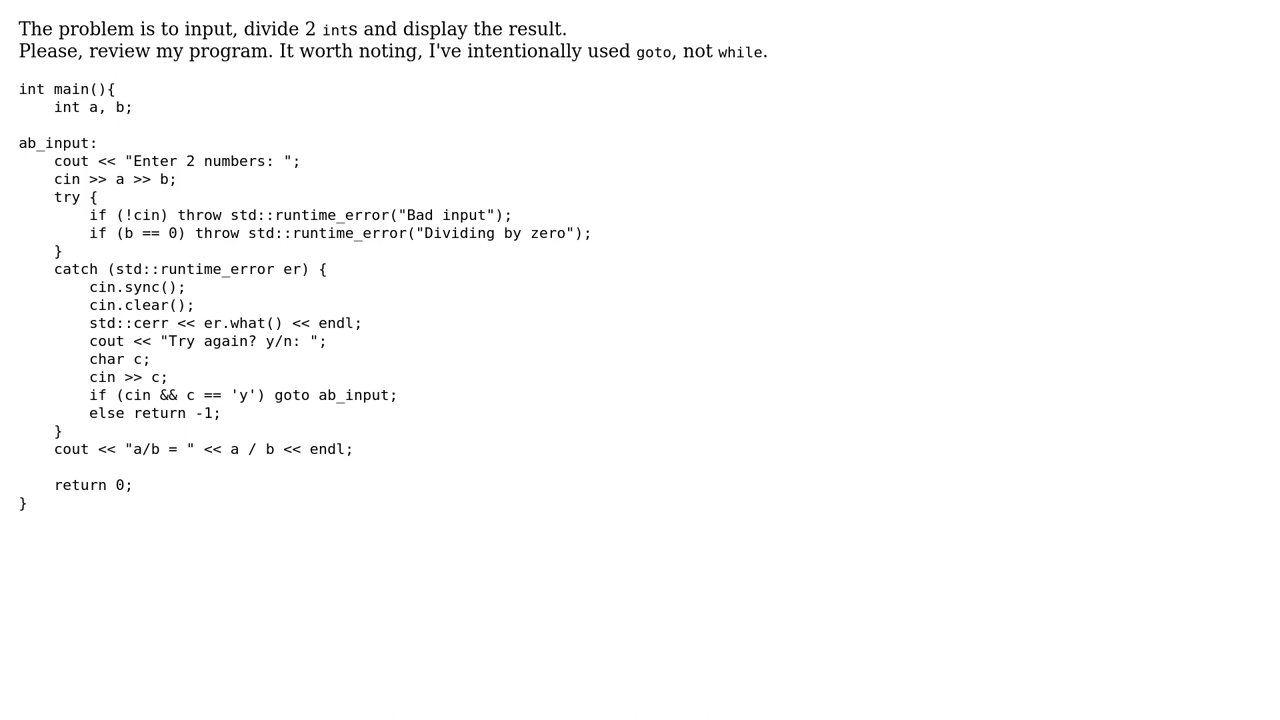 The problem is to input, divide 2 ints and display the result.
Please, review my program. It worth noting, I've intentionally used goto, not while.
int main(){
    int a, b;

ab_input:
    cout << "Enter 2 numbers: ";
    cin >> a >> b;
    try {
        if (!cin) throw std::runtime_error("Bad input");
        if (b == 0) throw std::runtime_error("Dividing by zero");
    }
    catch (std::runtime_error er) {
        cin.sync();
        cin.clear();
        std::cerr << er.what() << endl;
        cout << "Try again? y/n: ";
        char c;
        cin >> c;
        if (cin && c == 'y') goto ab_input;
        else return -1;
    }
    cout << "a/b = " << a / b << endl;

    return 0;
}